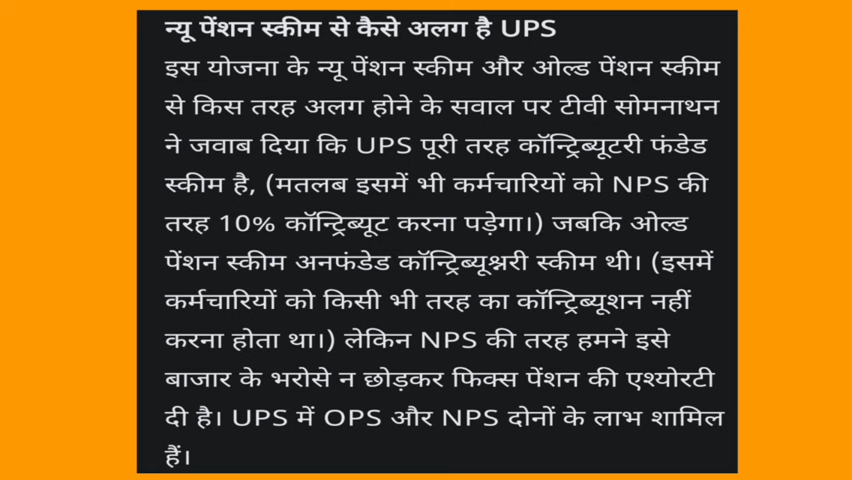 न्यू पेंशन स्कीम से कैसे अलग है UPS
इस योजना के न्यू पेंशन स्कीम और ओल्ड पेंशन स्कीम
से किस तरह अलग होने के सवाल पर टीवी सोमनाथन
ने जवाब दिया कि UPS पूरी तरह कॉन्ट्रिब्यूटरी फंडेड
स्कीम है, (मतलब इसमें भी कर्मचारियों को NPS की
तरह 10% कॉन्ट्रिब्यूट करना पड़ेगा।) जबकि ओल्ड
पेंशन स्कीम अनफंडेड कॉन्ट्रिब्यूश्नरी स्कीम थी। (इसमें
कर्मचारियों को किसी भी तरह का कॉन्ट्रिब्यूशन नहीं
करना होता था।) लेकिन NPS की तरह हमने इसे
बाजार के भरोसे न छोड़कर फिक्स पेंशन की एश्योरटी
दी है। UPS में OPS और NPS दोनों के लाभ शामिल
हैं।